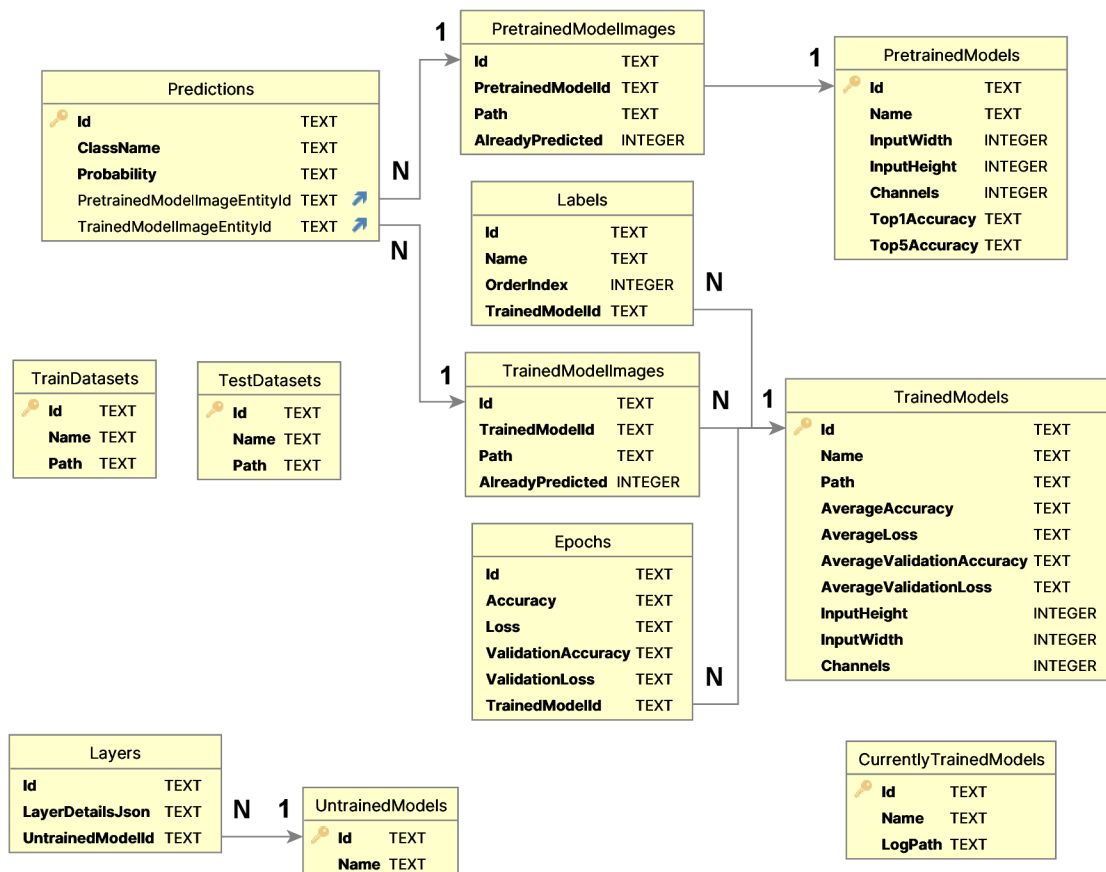 Predictions
Id TEXT
ClassName TEXT
Probability TEXT
PretrainedModelImageEntityId TEXT
TrainedModelImageEntityId TEXT
N
N
1
PretrainedModelImages
Id TEXT
PretrainedModelId TEXT
Path TEXT
AlreadyPredicted INTEGER
1
PretrainedModels
Id TEXT
Name TEXT
InputWidth INTEGER
InputHeight INTEGER
Channels INTEGER
Top1Accuracy TEXT
Top5Accuracy TEXT
Labels
Id TEXT
Name TEXT
OrderIndex INTEGER
TrainedModelId TEXT
N
TrainDatasets
Id TEXT
Name TEXT
Path TEXT
TestDatasets
Id TEXT
Name TEXT
Path TEXT
1
TrainedModelImages
Id TEXT
TrainedModelId TEXT
Path TEXT
AlreadyPredicted INTEGER
N
1
TrainedModels
Id TEXT
Name TEXT
Path TEXT
AverageAccuracy TEXT
AverageLoss TEXT
AverageValidationAccuracy TEXT
AverageValidationLoss TEXT
InputHeight INTEGER
InputWidth INTEGER
Channels INTEGER
Epochs
Id TEXT
Accuracy TEXT
Loss TEXT
ValidationAccuracy TEXT
ValidationLoss TEXT
TrainedModelId TEXT
N
Layers
Id TEXT
LayerDetailsJson TEXT
UntrainedModelId TEXT
N
1
UntrainedModels
Id TEXT
Name TEXT
CurrentlyTrainedModels
Id TEXT
Name TEXT
LogPath TEXT